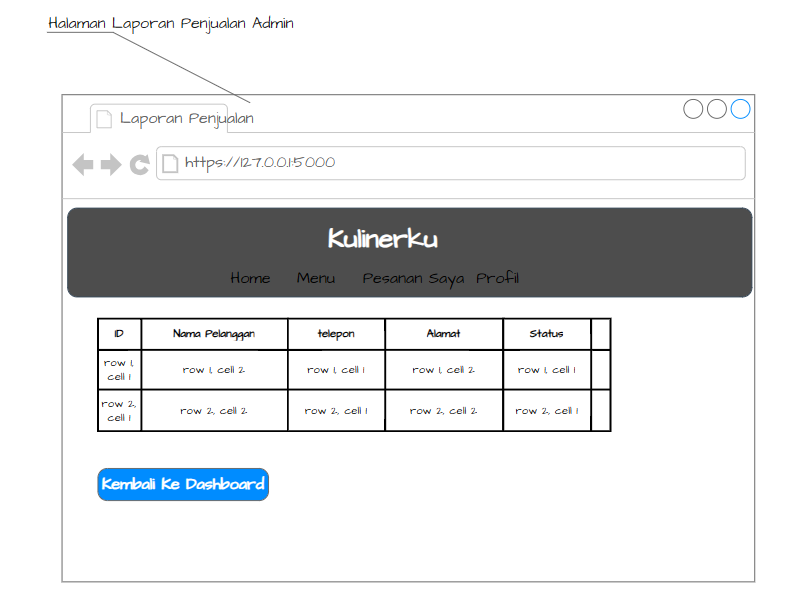 Halaman Laporan Penjualan Admin
Laporan Penjualan
https://127.0.0.1:5000
Kulinerku
Home Menu Pesanan Saya Profil
ID Nama Pelanggan telepon Alamat Status
row 1, cell 1 row 1, cell 2 row 1, cell 1 row 1, cell 2 row 1, cell 1
row 2, cell 1 row 2, cell 2 row 2, cell 1 row 2, cell 2 row 2, cell 1
Kembali Ke Dashboard